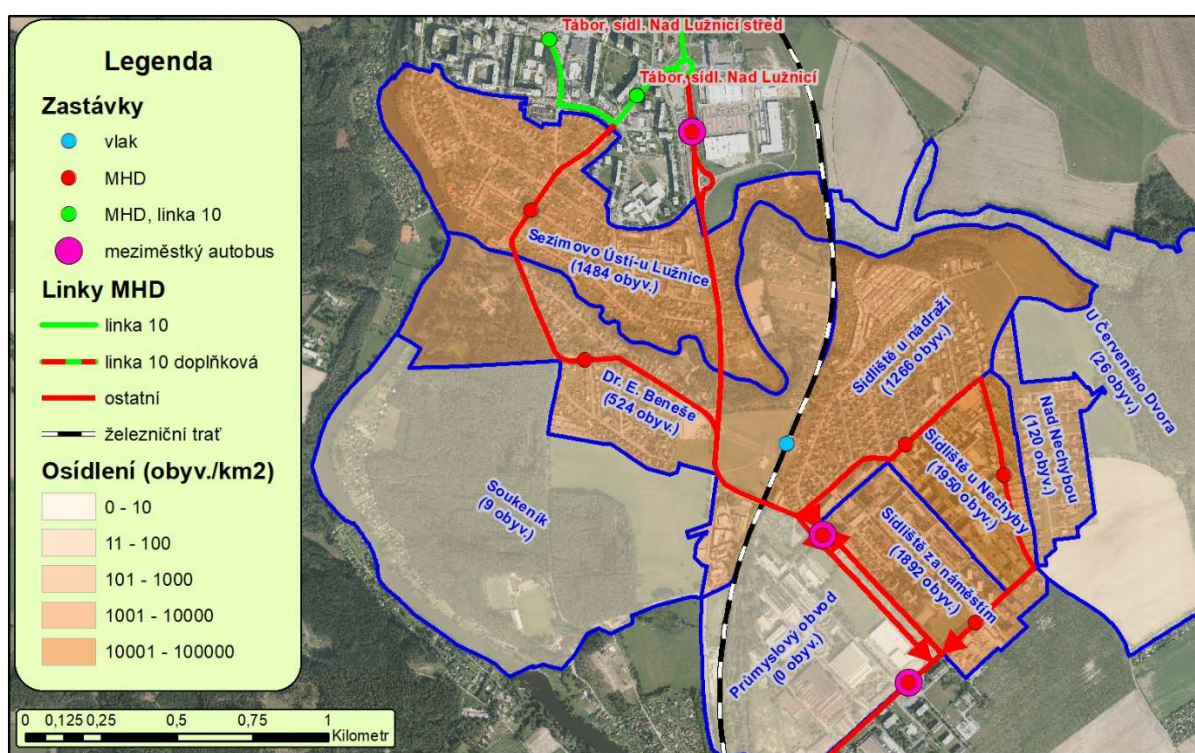 Legenda
Zastávky
vlak
MHD
MHD, linka 10
meziměstký autobus
Linky MHD
linka 10
linka 10 doplňková
ostatní
železniční trať
Osídlení (obyv./km2)
0 - 10
11 - 100
101 - 1000
1001 - 10000
10001 - 100000
0 0,125 0,25 0,5 0,75 1
Kilometr
Tábor, sídl. Nad Lužnicí střed
Tábor, sídl. Nad Lužnicí
Sezimovo Ústí-u Lužnice
(1484 obyv.)
Sídliště u nádraží
(1266 obyv.)
U Červeného Dvora
(26 obyv.)
Dr. E. Beneše
(524 obyv.)
Nad Nechybou
(120 obyv.)
Sídliště u Nechyby
(1950 obyv.)
Soukeník
(9 obyv.)
Sídliště za náměstím
(1892 obyv.)
Průmyslový obvod
(0 obyv.)